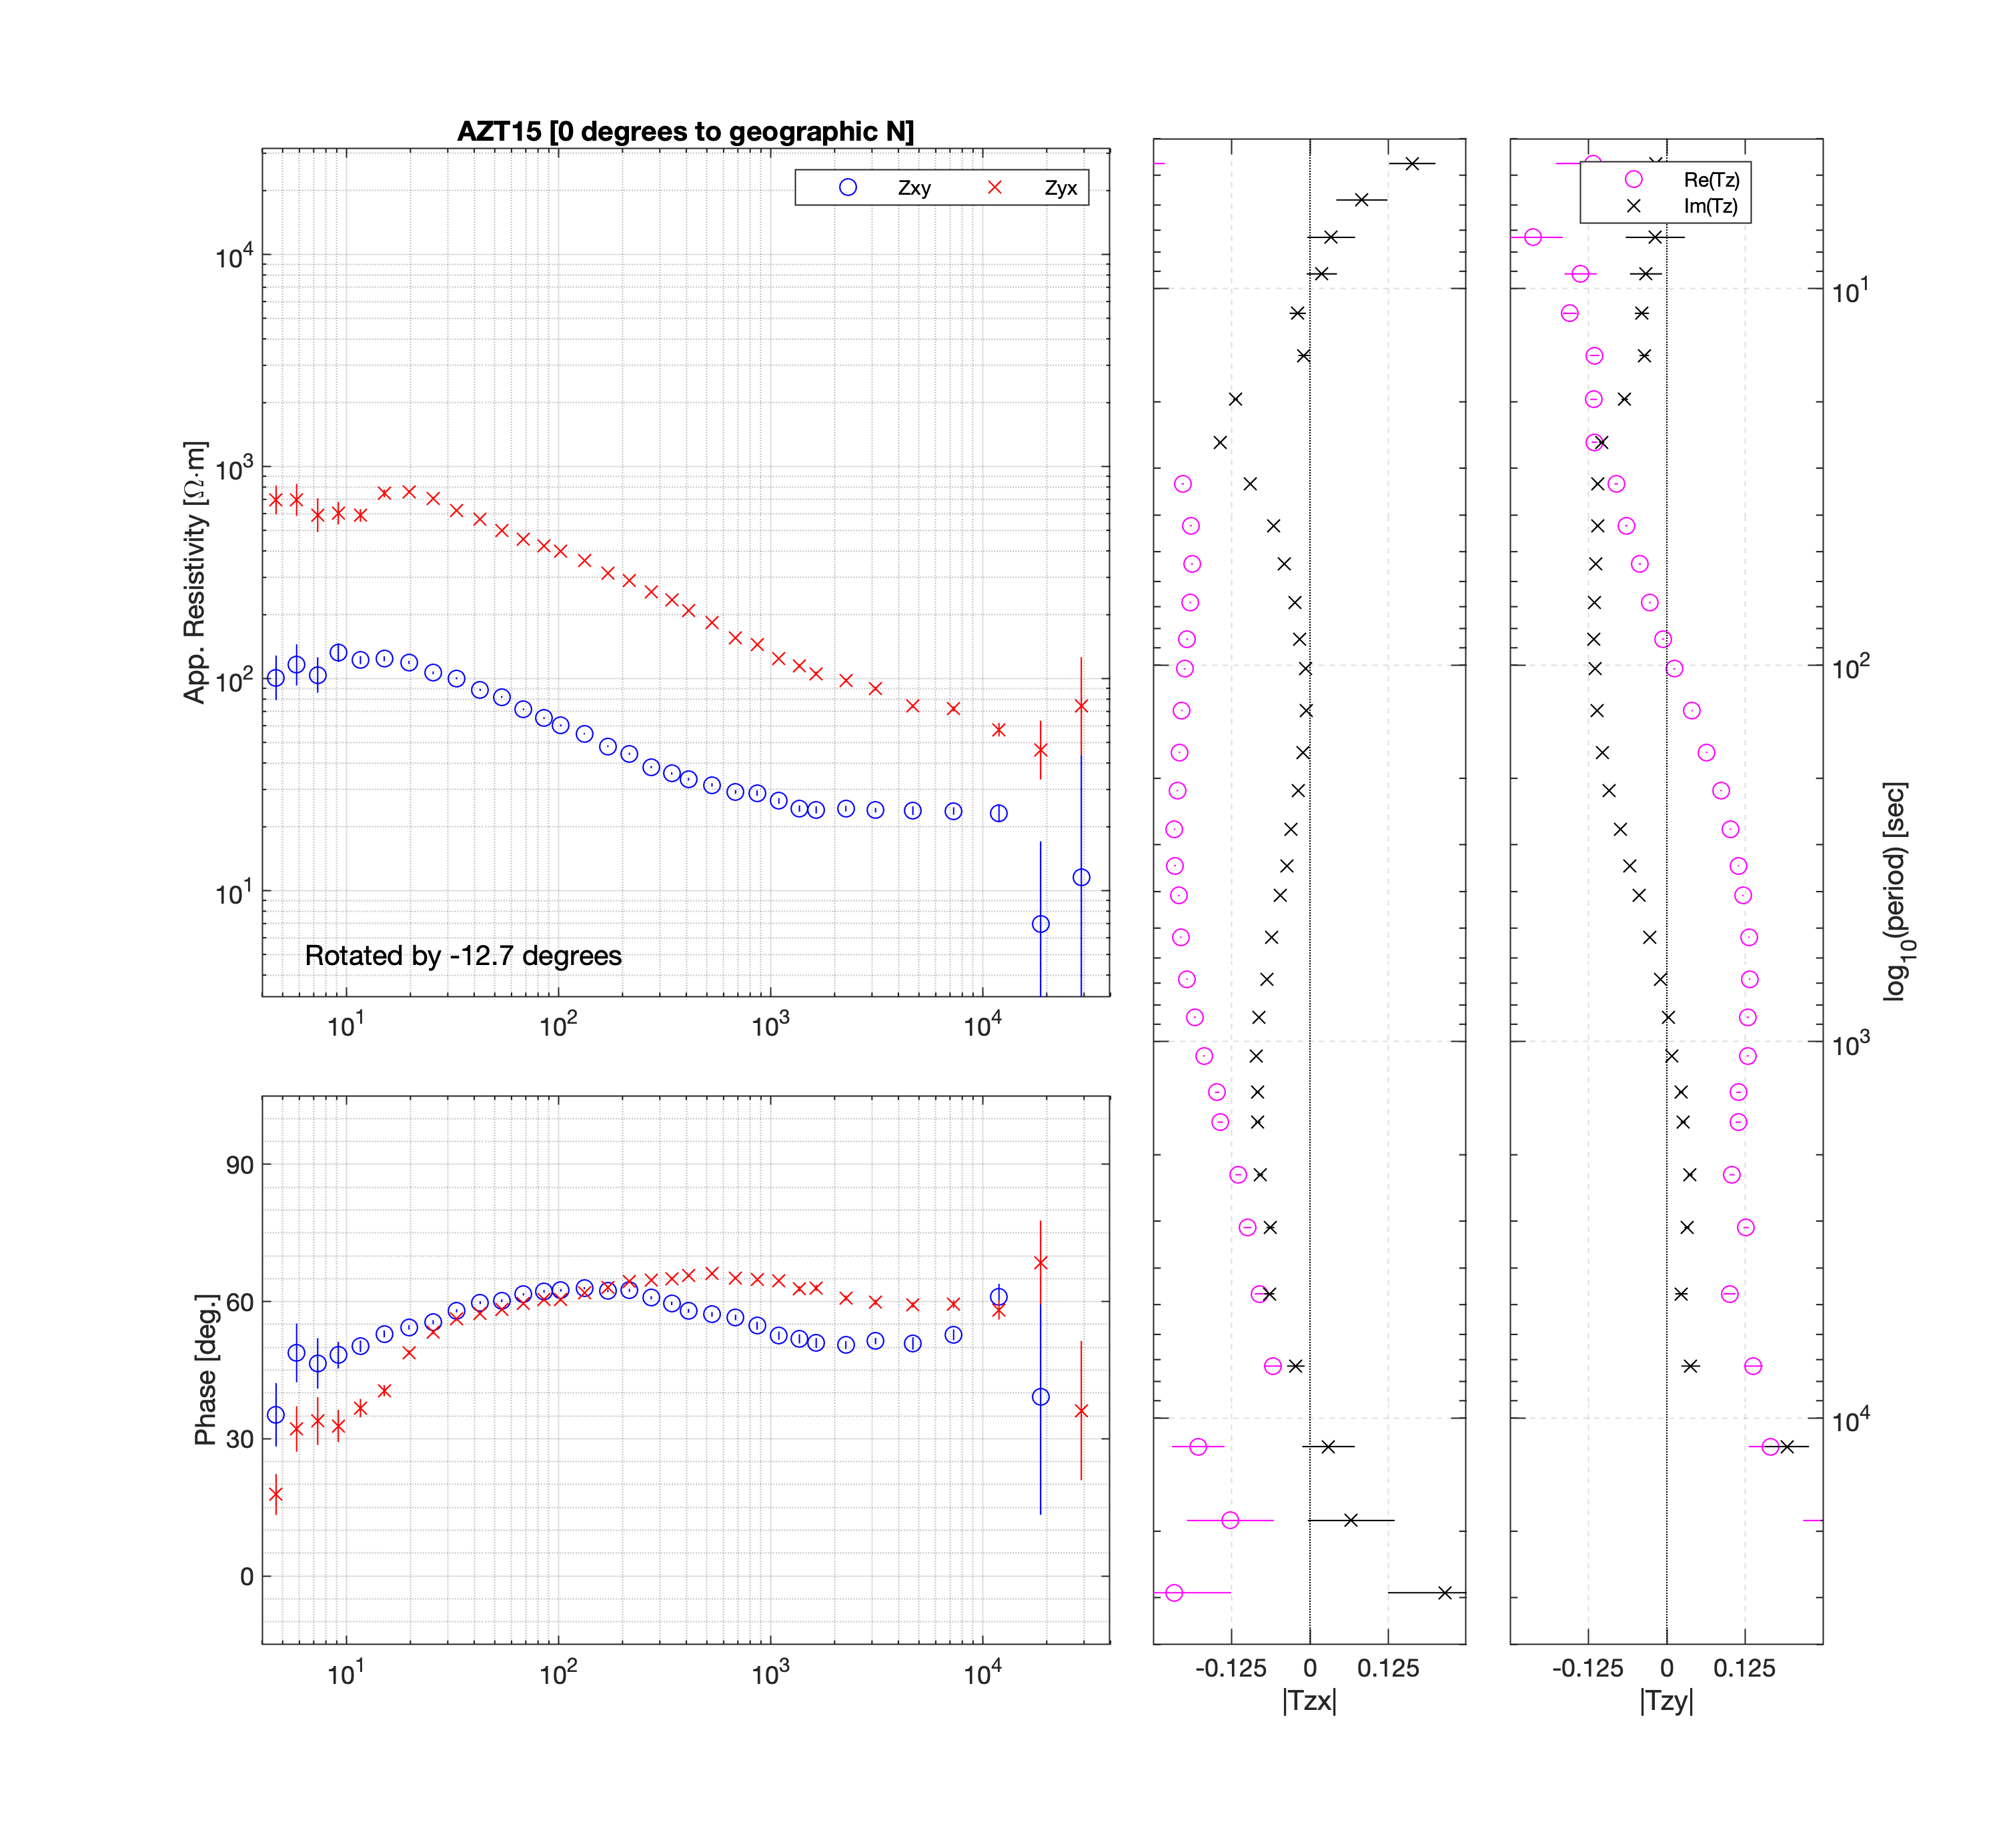 AZT15 [0 degrees to geographic N]
Zxy Zyx
App. Resistivity [Ω·m]
10^4
10^3
10^2
10^1
Rotated by -12.7 degrees
10^1 10^2 10^3 10^4
Phase [deg.]
90
60
30
0
10^1 10^2 10^3 10^4
-0.125 0 0.125
|Tzx|
Re(Tz)
Im(Tz)
10^1
10^2
10^3
10^4
log10(period) [sec]
-0.125 0 0.125
|Tzy|